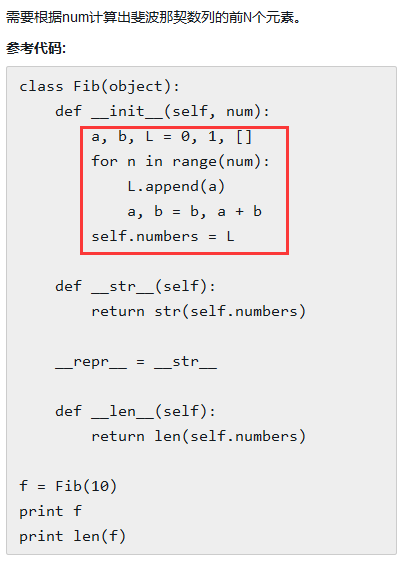 需要根据num计算出斐波那契数列的前N个元素。
参考代码:
class Fib(object):
    def __init__(self, num):
        a, b, L = 0, 1, []
        for n in range(num):
            L.append(a)
            a, b = b, a + b
        self.numbers = L

    def __str__(self):
        return str(self.numbers)

    __repr__ = __str__

    def __len__(self):
        return len(self.numbers)

f = Fib(10)
print f
print len(f)